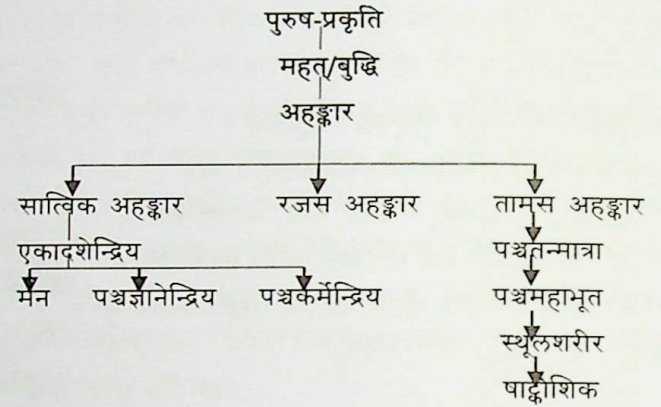 पुरुष-प्रकृति
महत्/बुद्धि
अहङ्कार
सात्विक अहङ्कार रजस अहङ्कार तामस अहङ्कार
एकादशेन्द्रिय पञ्चतन्मात्रा
मन पञ्चज्ञानेन्द्रिय पञ्चकर्मेन्द्रिय पञ्चमहाभूत
स्थूलशरीर
षाट्कोशिक